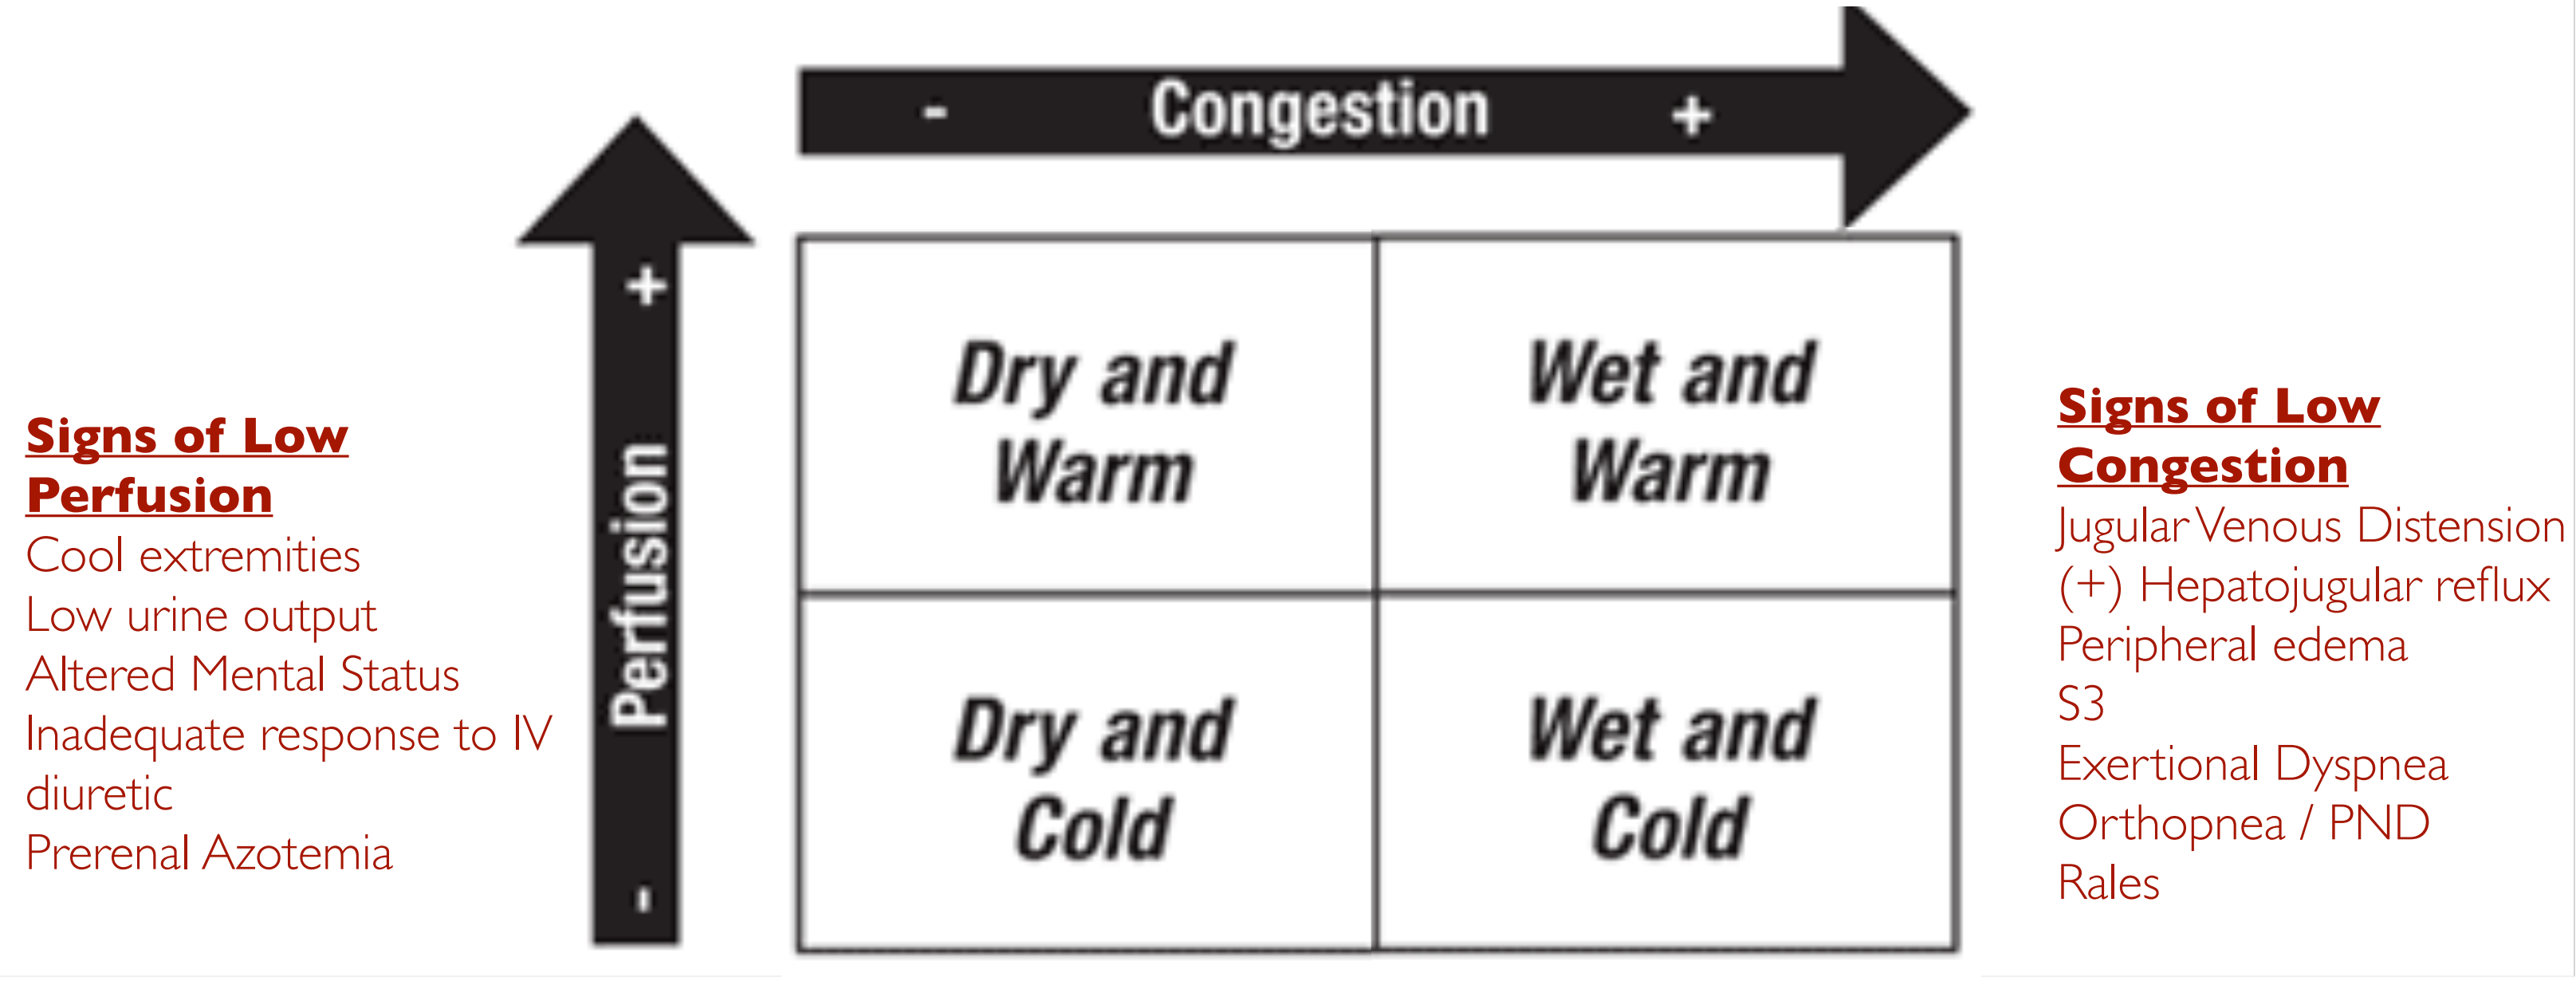 - Congestion +
+
Perfusion
-
Dry and
Warm
Wet and
Warm
Dry and
Cold
Wet and
Cold
Signs of Low
Perfusion
Cool extremities
Low urine output
Altered Mental Status
Inadequate response to IV
diuretic
Prerenal Azotemia
Signs of Low
Congestion
Jugular Venous Distension
(+) Hepatojugular reflux
Peripheral edema
S3
Exertional Dyspnea
Orthopnea / PND
Rales